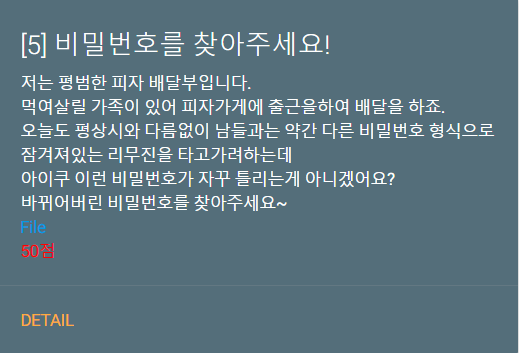 [5] 비밀번호를 찾아주세요!
저는 평범한 피자 배달부입니다.
먹여살릴 가족이 있어 피자가게에 출근을하여 배달을 하죠.
오늘도 평상시와 다름없이 남들과는 약간 다른 비밀번호 형식으로
잠겨져있는 리무진을 타고가려하는데
아이쿠 이런 비밀번호가 자꾸 틀리는게 아니겠어요?
바뀌어버린 비밀번호를 찾아주세요~
File
50점
DETAIL